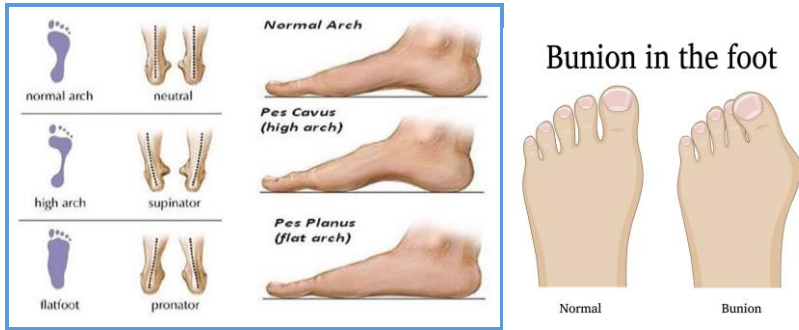 normal arch
neutral
Normal Arch
high arch
supinator
Pes Cavus
(high arch)
flatfoot
pronator
Pes Planus
(flat arch)
Bunion in the foot
Normal
Bunion